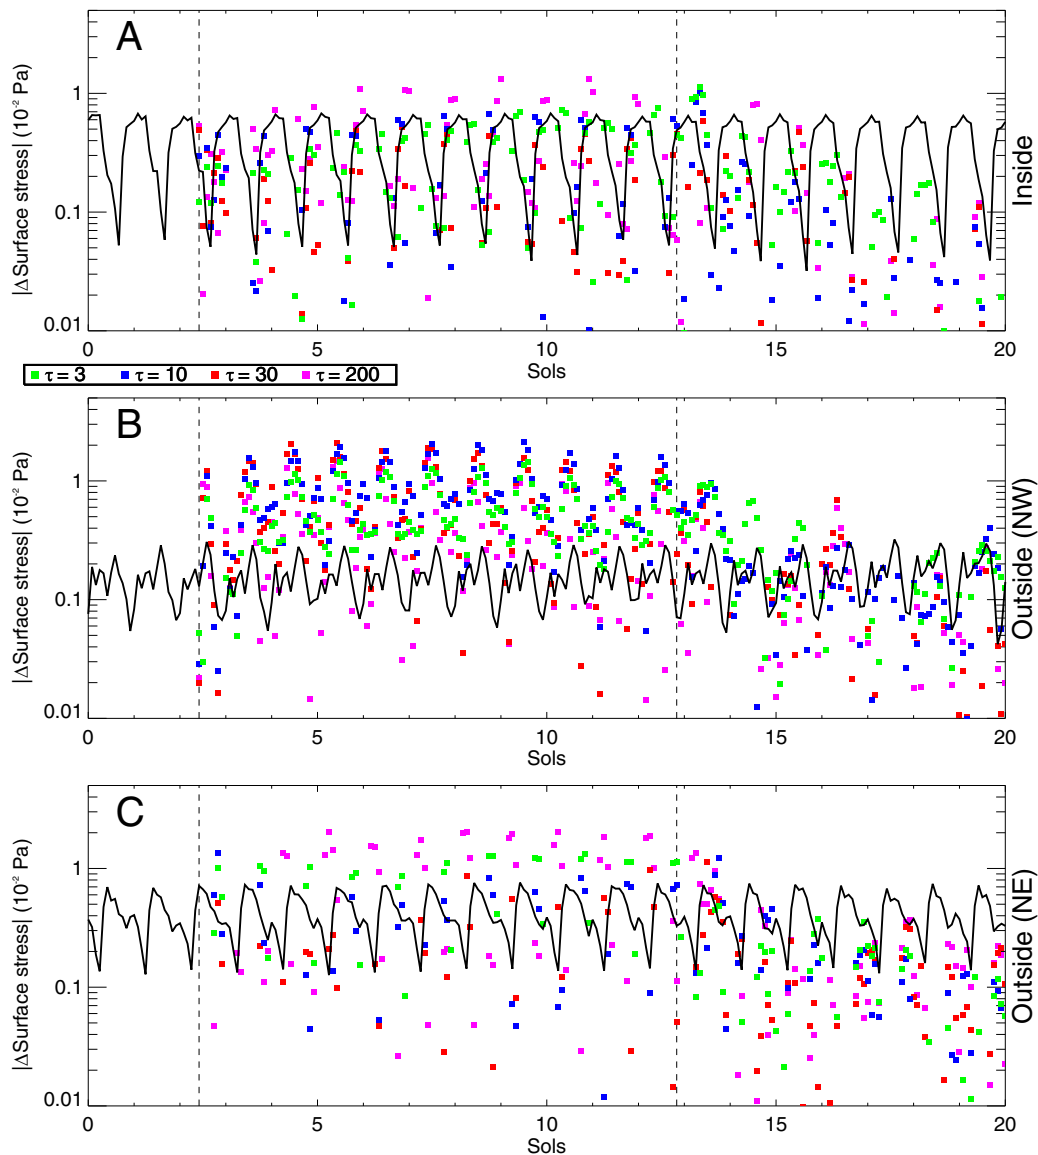 A
|ΔSurface stress| (10⁻² Pa)
1
0.1
0.01
0 5 10 15 20
Sols
Inside
τ = 3 τ = 10 τ = 30 τ = 200
B
|ΔSurface stress| (10⁻² Pa)
1
0.1
0.01
0 5 10 15 20
Sols
Outside (NW)
C
|ΔSurface stress| (10⁻² Pa)
1
0.1
0.01
0 5 10 15 20
Sols
Outside (NE)